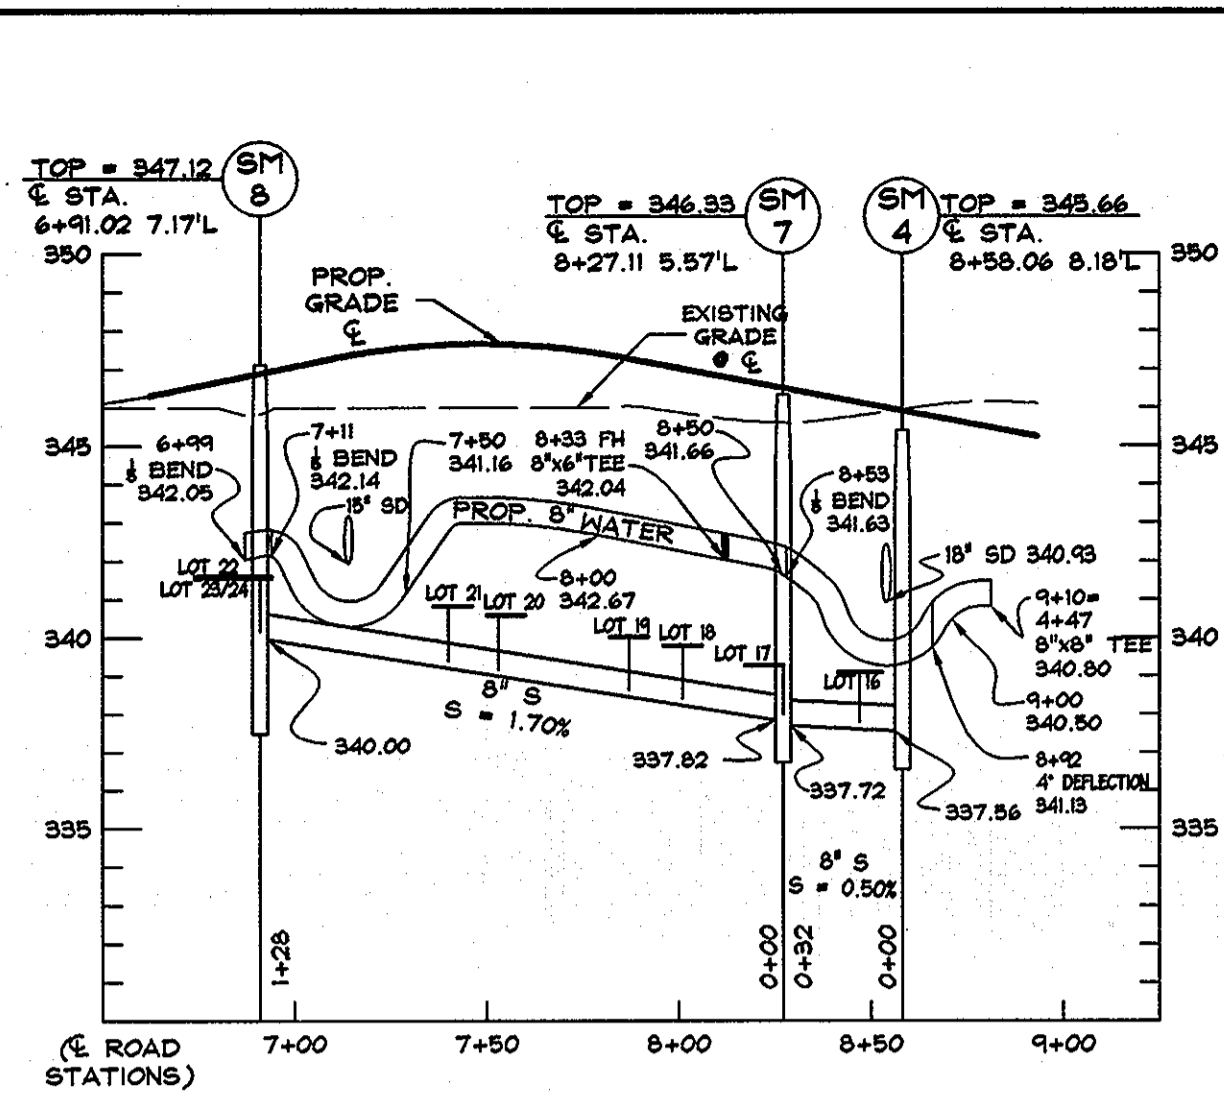 TOP = 347.12
℄ STA.
6+91.02 7.17'L
SM
8
TOP = 346.33
℄ STA.
8+27.11 5.57'L
SM
7
SM
4
TOP = 345.66
℄ STA.
8+58.06 8.18'L
350
350
PROP.
GRADE
℄
EXISTING
GRADE
@ ℄
345
345
6+99
⅛ BEND
342.05
7+11
⅛ BEND
342.14
15" SD
7+50
341.16
8+33 FH
8"x6" TEE
342.04
8+50
341.66
8+53
⅛ BEND
341.63
PROP. 8" WATER
18" SD 340.93
LOT 22
LOT 23/24
LOT 21
LOT 20
8+00
342.67
LOT 19
LOT 18
LOT 17
LOT 16
9+10=
4+47
8"x8" TEE
340.80
340
340
8" S
S = 1.70%
340.00
337.82
337.72
337.56
9+00
340.50
8+92
4° DEFLECTION
341.13
335
335
8" S
S = 0.50%
1+28
0+00
0+32
0+00
(℄ ROAD
STATIONS)
7+00
7+50
8+00
8+50
9+00